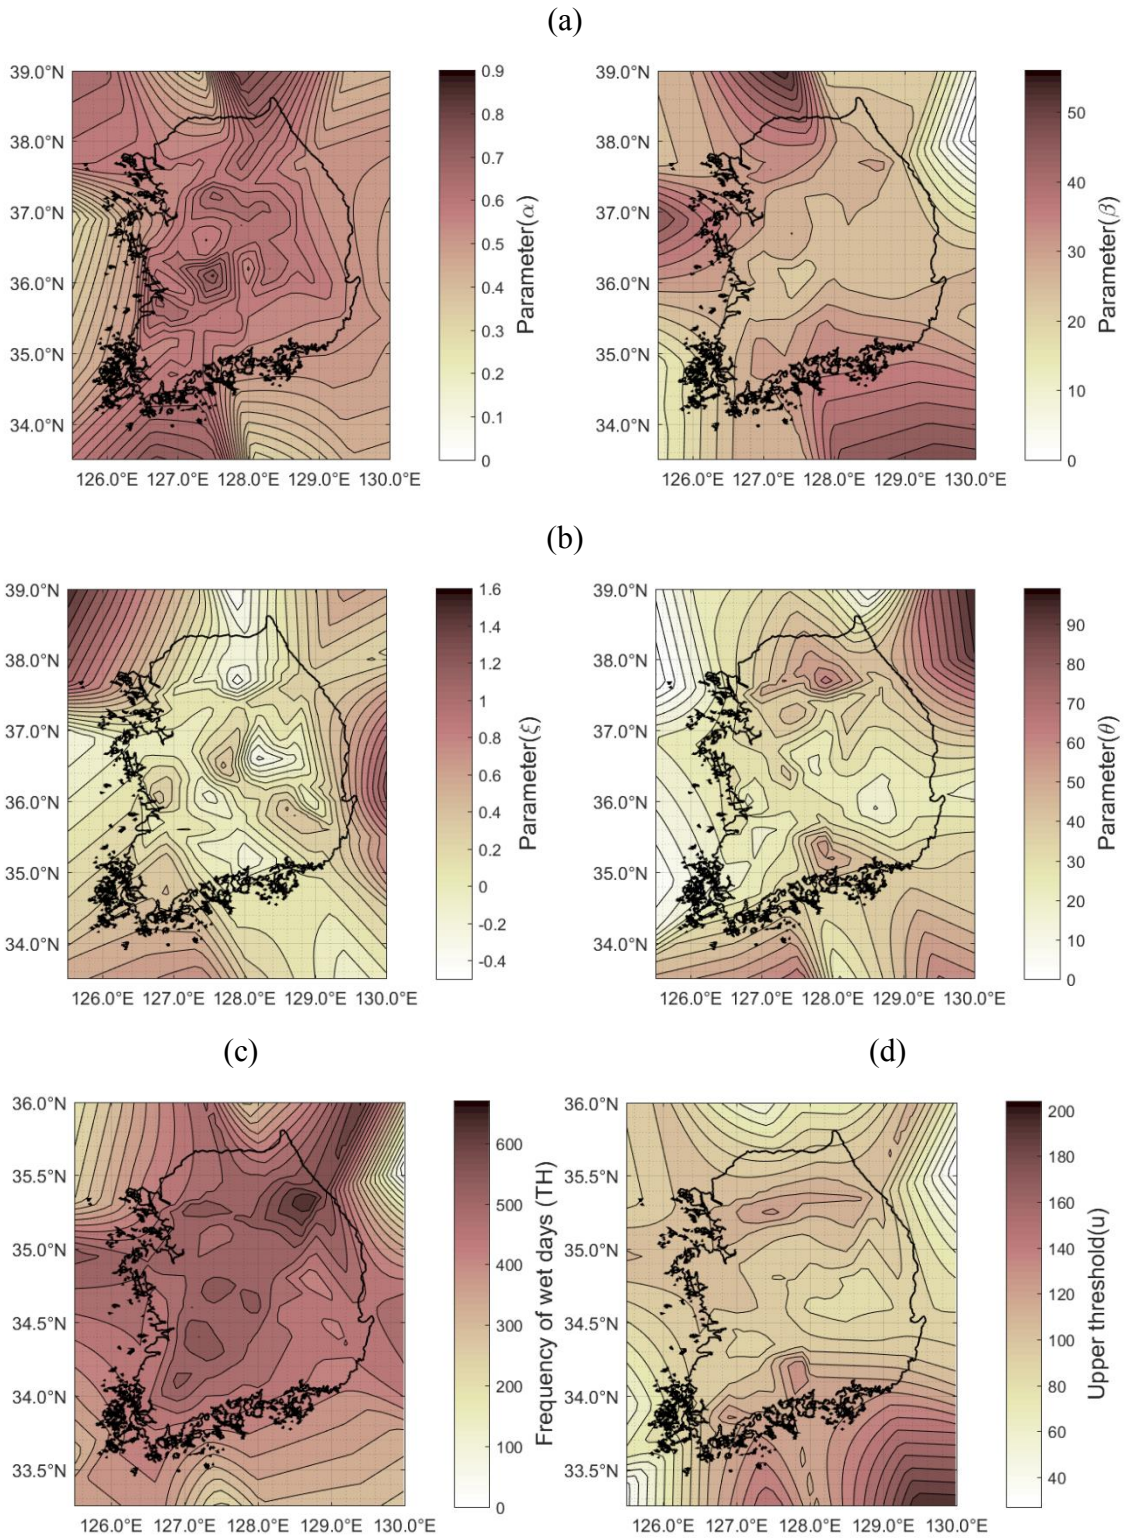 (a)
39.0°N
38.0°N
37.0°N
36.0°N
35.0°N
34.0°N
126.0°E 127.0°E 128.0°E 129.0°E 130.0°E
0.9
0.8
0.7
0.6
0.5
0.4
0.3
0.2
0.1
0
Parameter(α)
39.0°N
38.0°N
37.0°N
36.0°N
35.0°N
34.0°N
126.0°E 127.0°E 128.0°E 129.0°E 130.0°E
50
40
30
20
10
0
Parameter(β)
(b)
39.0°N
38.0°N
37.0°N
36.0°N
35.0°N
34.0°N
126.0°E 127.0°E 128.0°E 129.0°E 130.0°E
1.6
1.4
1.2
1
0.8
0.6
0.4
0.2
0
-0.2
-0.4
Parameter(ξ)
39.0°N
38.0°N
37.0°N
36.0°N
35.0°N
34.0°N
126.0°E 127.0°E 128.0°E 129.0°E 130.0°E
90
80
70
60
50
40
30
20
10
0
Parameter(θ)
(c)
36.0°N
35.5°N
35.0°N
34.5°N
34.0°N
33.5°N
126.0°E 127.0°E 128.0°E 129.0°E 130.0°E
600
500
400
300
200
100
0
Frequency of wet days (TH)
(d)
36.0°N
35.5°N
35.0°N
34.5°N
34.0°N
33.5°N
126.0°E 127.0°E 128.0°E 129.0°E 130.0°E
200
180
160
140
120
100
80
60
40
Upper threshold(u)